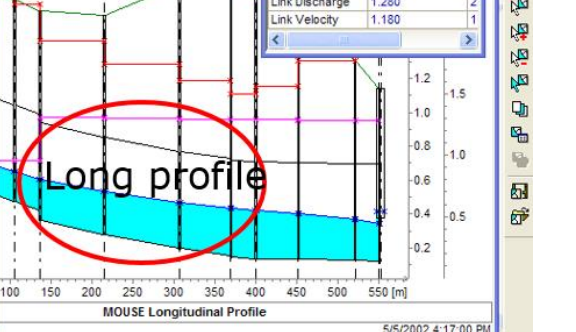 Link Discharge 1.280 2
Link Velocity 1.180 1
1.2
1.5
1.0
0.8
1.0
0.6
Long profile
0.4
0.5
0.2
100 150 200 250 300 350 400 450 500 550 [m]
MOUSE Longitudinal Profile
5/5/2002 4:17:00 PM